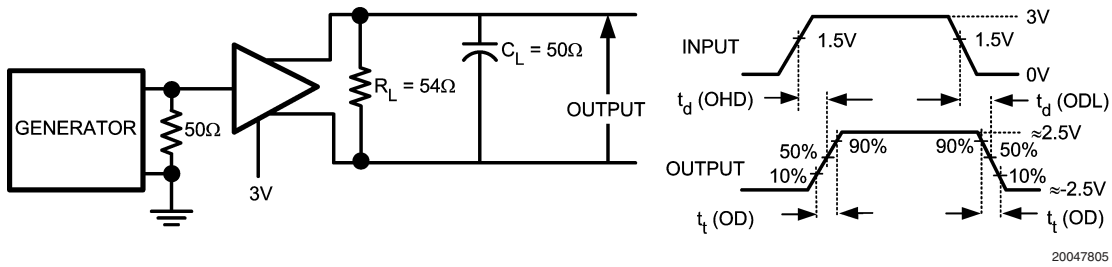 GENERATOR
50Ω
3V
R_L = 54Ω
C_L = 50Ω
OUTPUT
INPUT
1.5V
1.5V
3V
0V
t_d (OHD)
t_d (ODL)
OUTPUT
50%
10%
90%
90%
50%
10%
≈2.5V
≈-2.5V
t_t (OD)
t_t (OD)
20047805